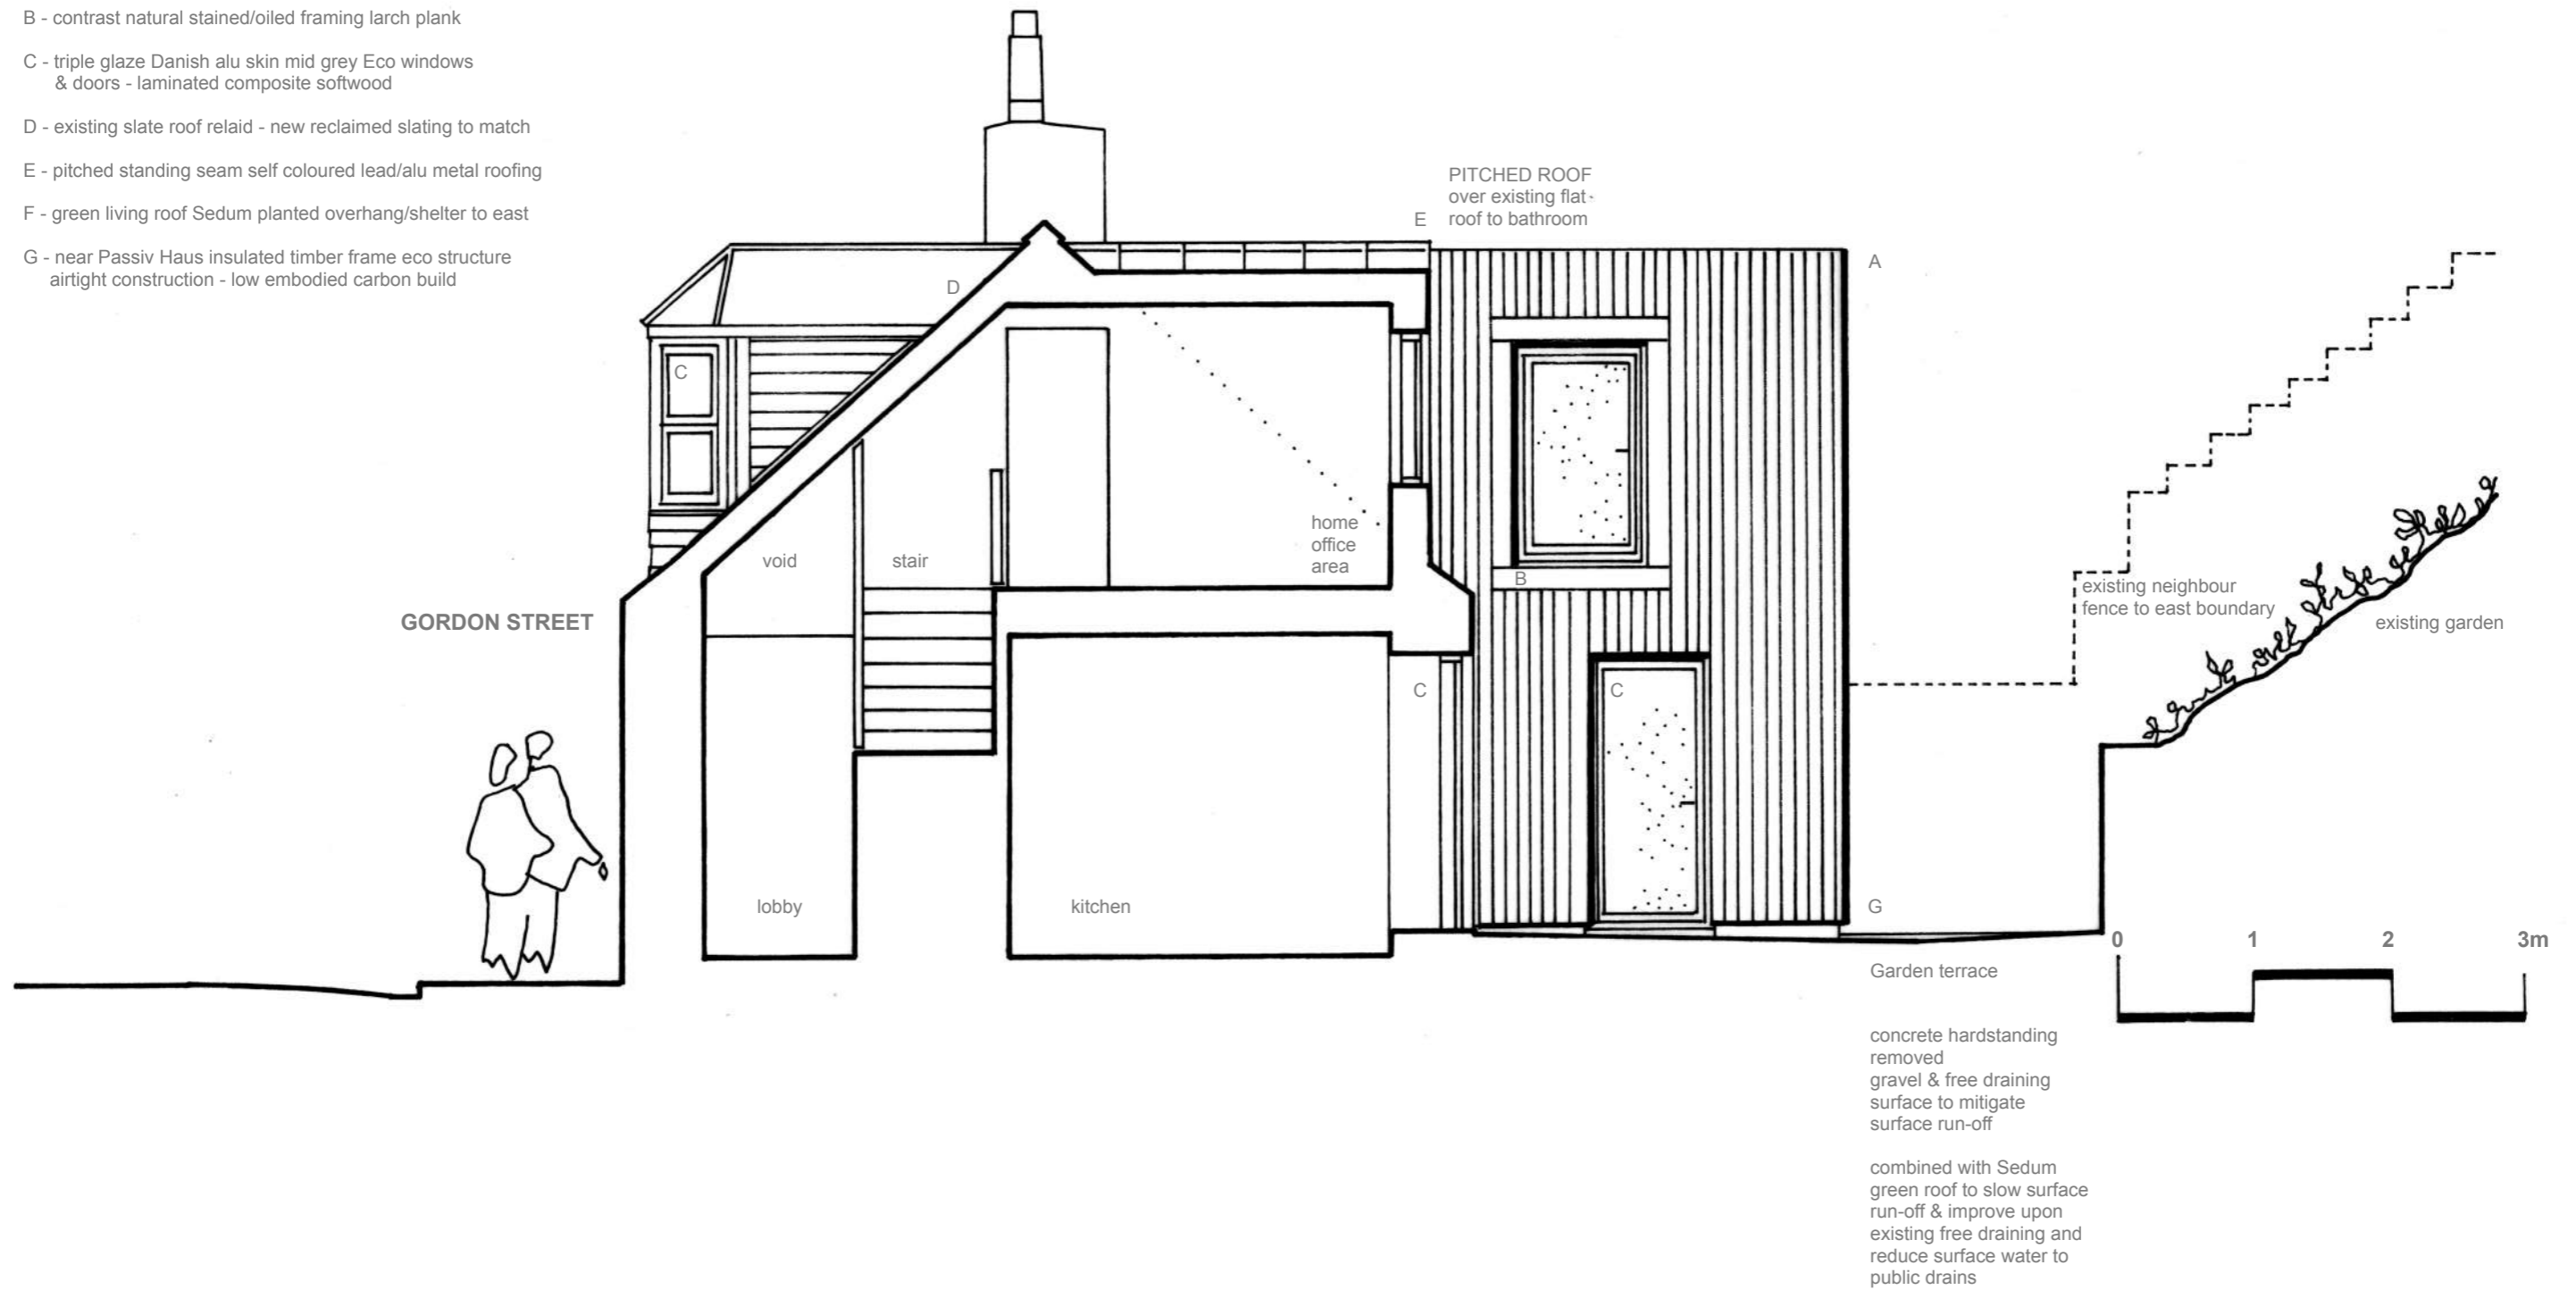 B - contrast natural stained/oiled framing larch plank
C - triple glaze Danish alu skin mid grey Eco windows
& doors - laminated composite softwood
D - existing slate roof relaid - new reclaimed slating to match
E - pitched standing seam self coloured lead/alu metal roofing
F - green living roof Sedum planted overhang/shelter to east
G - near Passiv Haus insulated timber frame eco structure
airtight construction - low embodied carbon build
PITCHED ROOF
over existing flat
E roof to bathroom
A
D
C
home
office
area
void
stair
B
existing neighbour
fence to east boundary
existing garden
GORDON STREET
C
C
lobby
kitchen
G
0 1 2 3m
Garden terrace
concrete hardstanding
removed
gravel & free draining
surface to mitigate
surface run-off
combined with Sedum
green roof to slow surface
run-off & improve upon
existing free draining and
reduce surface water to
public drains